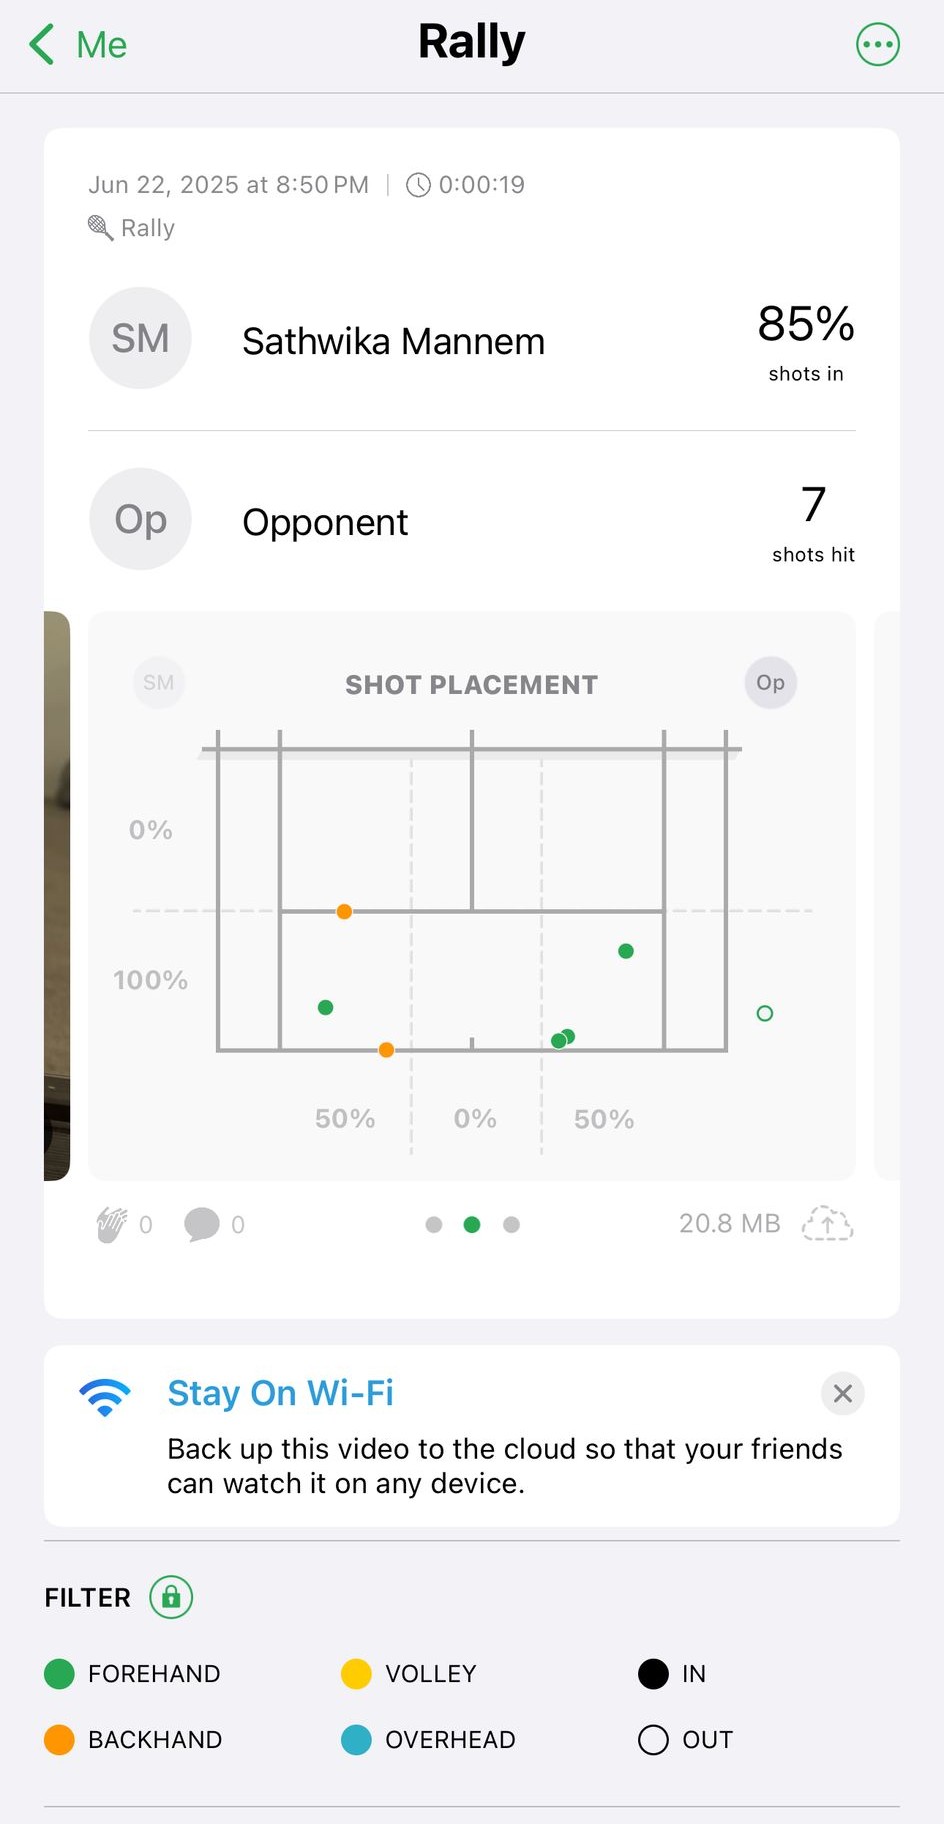 Me
Rally
Jun 22, 2025 at 8:50 PM | 0:00:19
Rally
SM
Sathwika Mannem
85%
shots in
Op
Opponent
7
shots hit
SM
SHOT PLACEMENT
Op
0%
100%
50%
0%
50%
0
0
20.8 MB
Stay On Wi-Fi
Back up this video to the cloud so that your friends
can watch it on any device.
FILTER
FOREHAND
VOLLEY
IN
BACKHAND
OVERHEAD
OUT